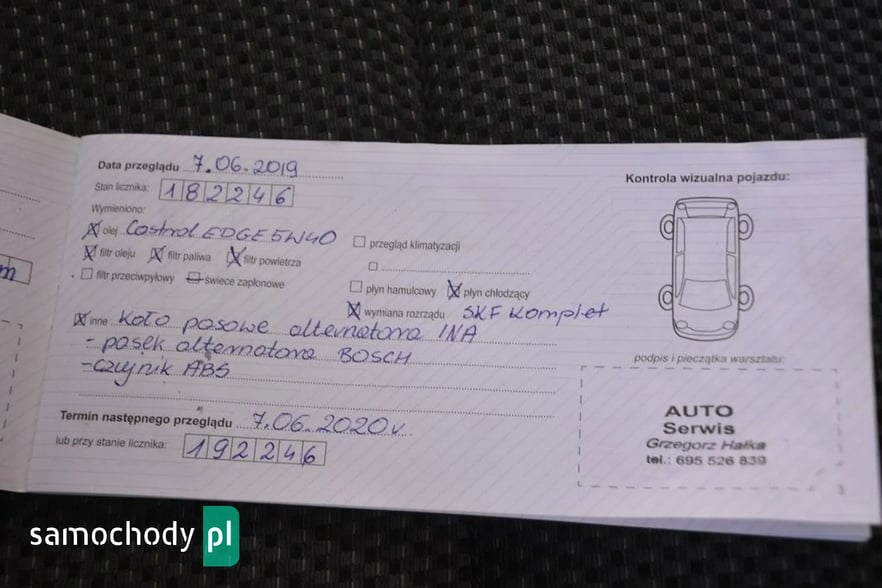 Data przeglądu 7.06.2019
Stan licznika: 182246
Wymieniono:
olej Castrol EDGE 5W40
filtr oleju filtr paliwa filtr powietrza
filtr przeciwpyłowy świece zapłonowe
przegląd klimatyzacji
płyn hamulcowy płyn chłodzący
wymiana rozrządu SKF komplet
inne Koło pasowe alternatora INA
- pasek alternatora BOSCH
- czujnik ABS
Termin następnego przeglądu 7.06.2020r.
lub przy stanie licznika: 192246
Kontrola wizualna pojazdu:
podpis i pieczątka warsztatu:
AUTO
Serwis
Grzegorz Hałka
tel.: 695 526 839
m
samochody pl